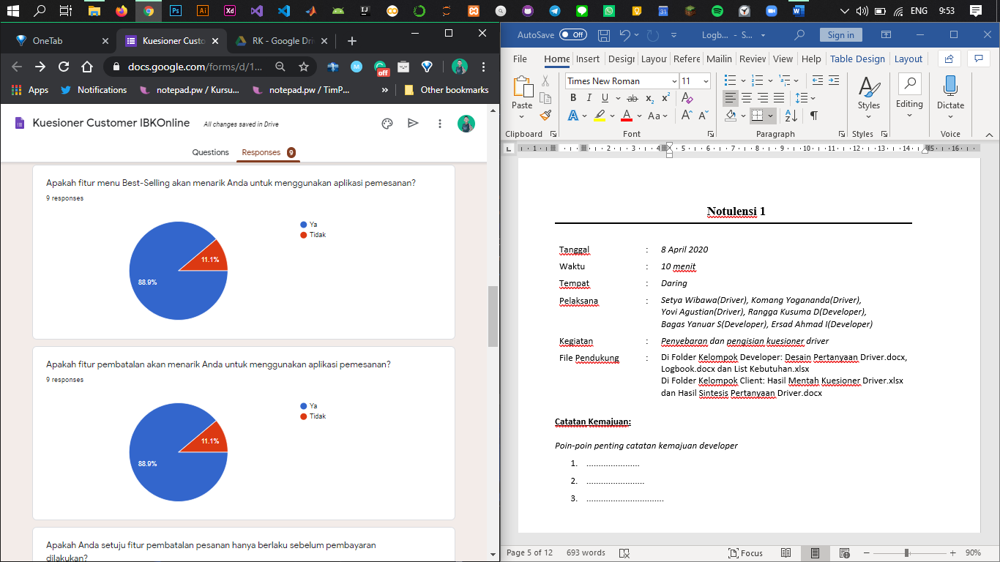 ENG 9:53
OneTab
Kuesioner Custo
RK - Google Dri
docs.google.com/forms/d/1...
off
Apps
Notifications
notepad.pw / Kursu...
notepad.pw / TimP...
»
Other bookmarks
Kuesioner Customer IBKOnline
All changes saved in Drive
Questions
Responses 9
Apakah fitur menu Best-Selling akan menarik Anda untuk menggunakan aplikasi pemesanan?
9 responses
Ya
Tidak
11.1%
88.9%
Apakah fitur pembatalan akan menarik Anda untuk menggunakan aplikasi pemesanan?
9 responses
Ya
Tidak
11.1%
88.9%
Apakah Anda setuju fitur pembatalan pesanan hanya berlaku sebelum pembayaran
dilakukan?
AutoSave Off
Logb... - S...
Sign in
File Home Insert Desigr Layou Refere Mailin Review View Help Table Design Layout
Paste
Times New Roman 11
Styles
Editing
Dictate
Clipboard Font Paragraph Styles Voice
Notulensi 1
Tanggal : 8 April 2020
Waktu : 10 menit
Tempat : Daring
Pelaksana : Setya Wibawa(Driver), Komang Yogananda(Driver),
Yovi Agustian(Driver), Rangga Kusuma D(Developer),
Bagas Yanuar S(Developer), Ersad Ahmad I(Developer)
Kegiatan : Penyebaran dan pengisian kuesioner driver
File Pendukung : Di Folder Kelompok Developer: Desain Pertanyaan Driver.docx,
Logbook.docx dan List Kebutuhan.xlsx
Di Folder Kelompok Client: Hasil Mentah Kuesioner Driver.xlsx
dan Hasil Sintesis Pertanyaan Driver.docx
Catatan Kemajuan:
Poin-poin penting catatan kemajuan developer
1. ......................
2. ........................
3. ................................
Page 5 of 12 693 words Focus 90%